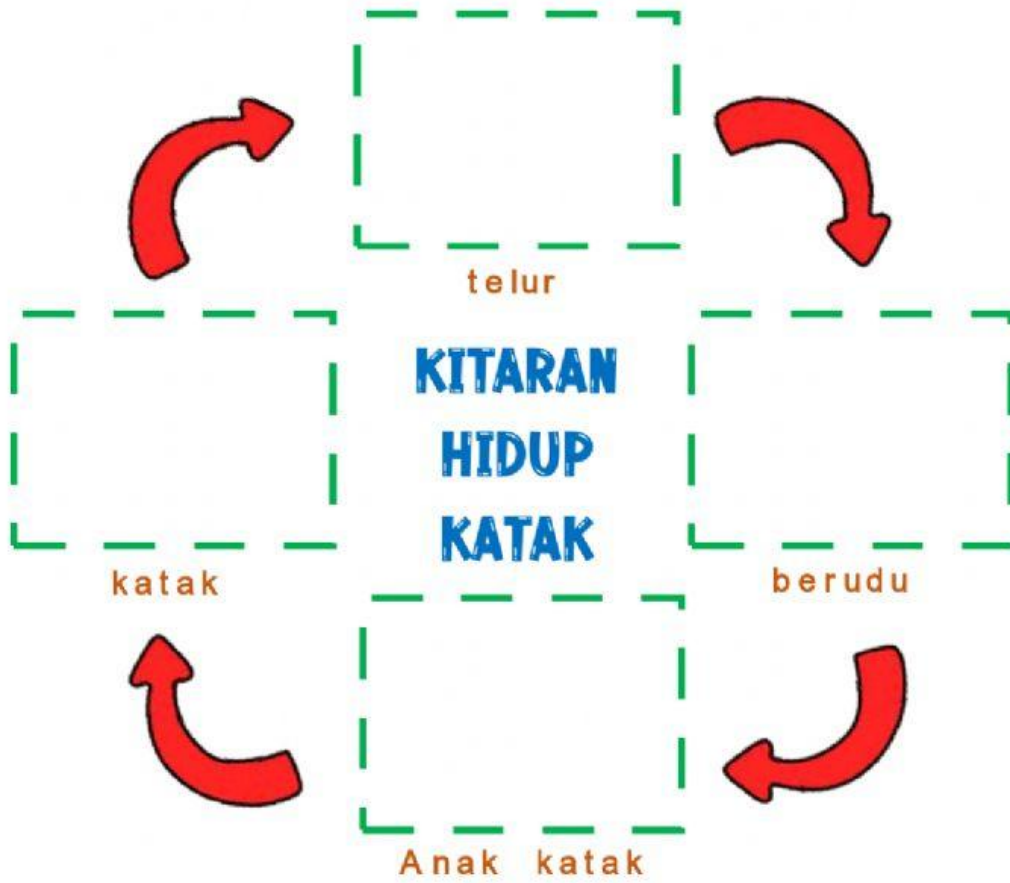 telur
KITARAN
HIDUP
KATAK
katak
berudu
Anak katak